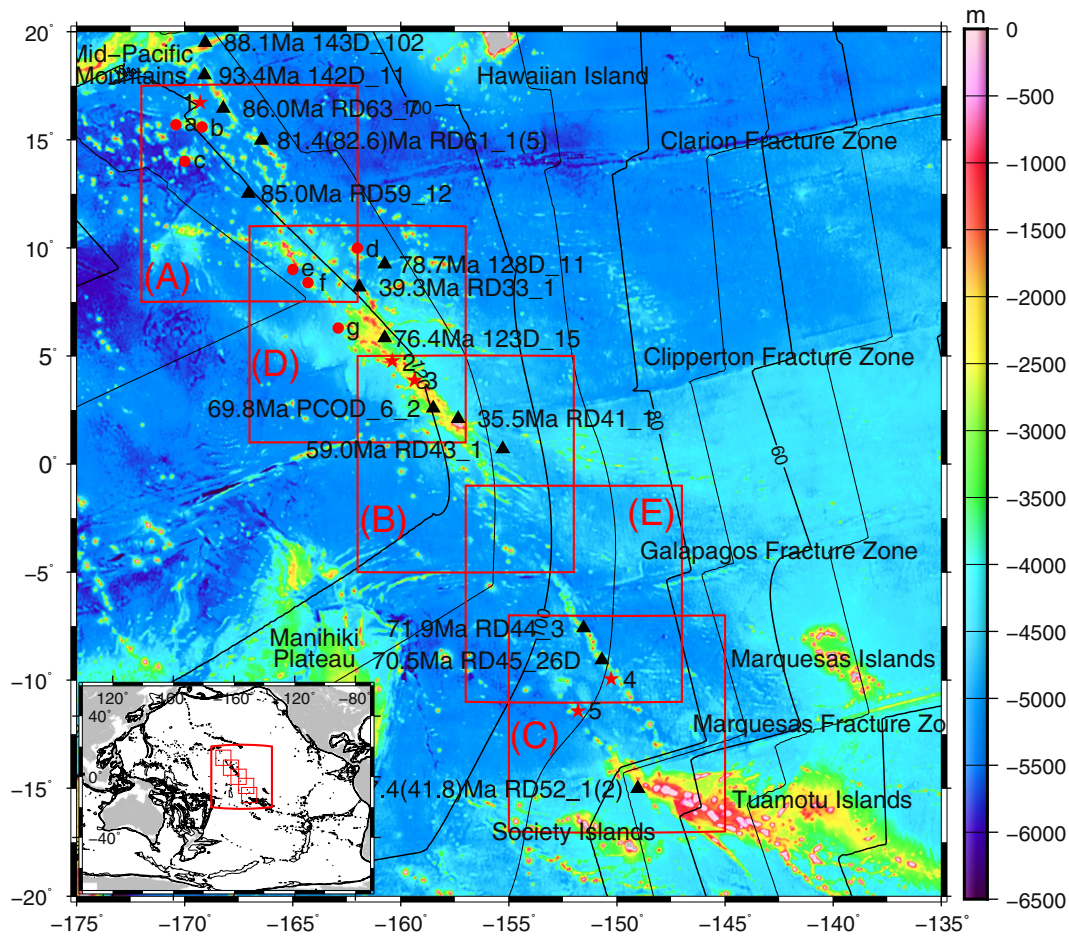 m
20°
15°
10°
5°
0°
−5°
−10°
−15°
−20°
−175
−170
−165
−160
−155
−150
−145
−140
−135
0
−500
−1000
−1500
−2000
−2500
−3000
−3500
−4000
−4500
−5000
−5500
−6000
−6500
Mid−Pacific
Mountains
88.1Ma 143D_102
93.4Ma 142D_11
Hawaiian Island
1
86.0Ma RD63_7
100
a
b
81.4(82.6)Ma RD61_1(5)
Clarion Fracture Zone
c
85.0Ma RD59_12
d
78.7Ma 128D_11
(A)
e
f
39.3Ma RD33_1
g
76.4Ma 123D_15
(D)
2
Clipperton Fracture Zone
3
69.8Ma PCOD_6_2
35.5Ma RD41_1
80
59.0Ma RD43_1
60
(B)
(E)
Galapagos Fracture Zone
71.9Ma RD44_3
100
Manihiki
Plateau
70.5Ma RD45_26D
Marquesas Islands
4
5
(C)
Marquesas Fracture Zo
.4(41.8)Ma RD52_1(2)
Tuamotu Islands
Society Islands
120°
160°
−160°
−120°
−80°
40°
0°
40°